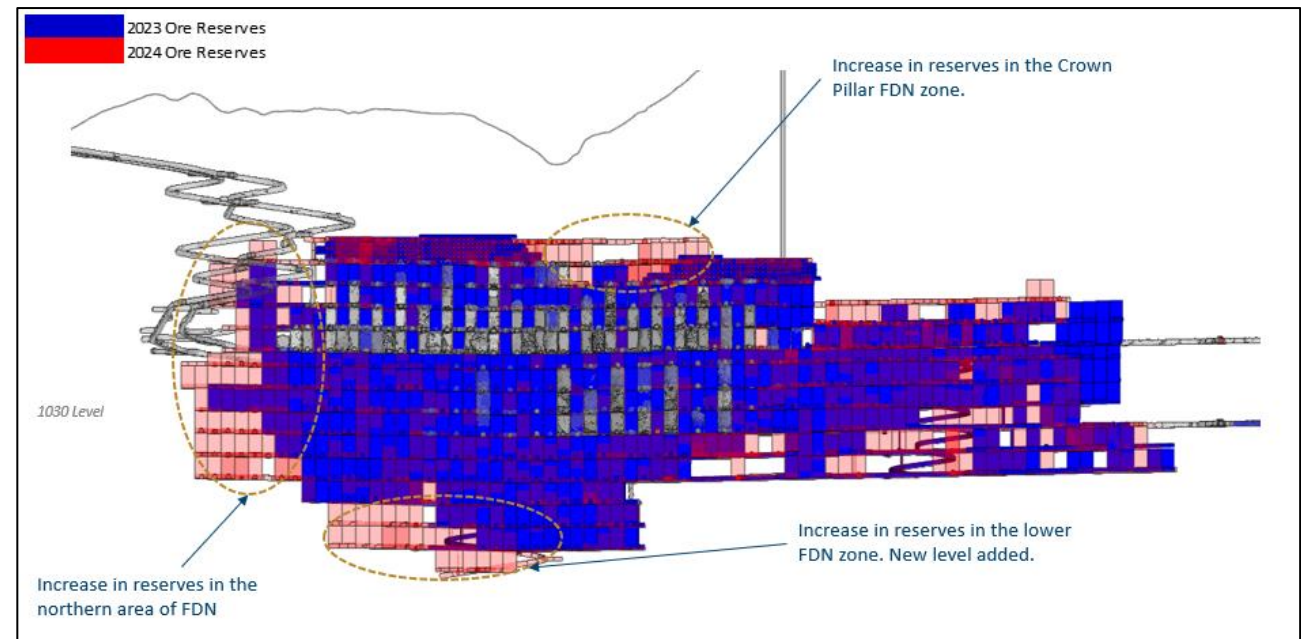 2023 Ore Reserves
2024 Ore Reserves
Increase in reserves in the Crown
Pillar FDN zone.
1030 Level
Increase in reserves in the lower
FDN zone. New level added.
Increase in reserves in the
northern area of FDN